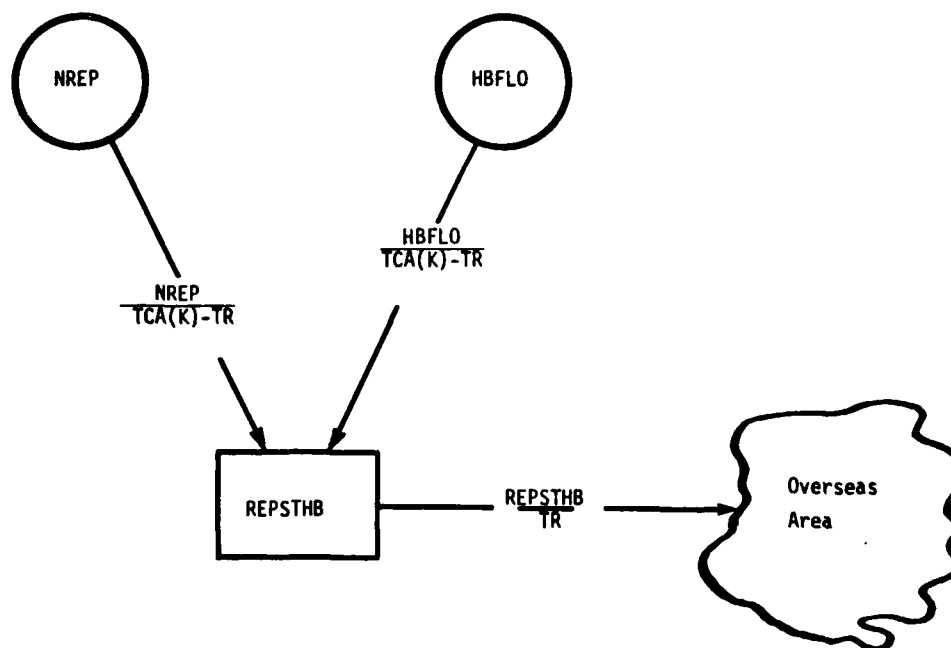 NREP
HBFLO
HBFLO
TCA(K)-TR
NREP
TCA(K)-TR
REPSTHB
REPSTHB
TR
Overseas
Area